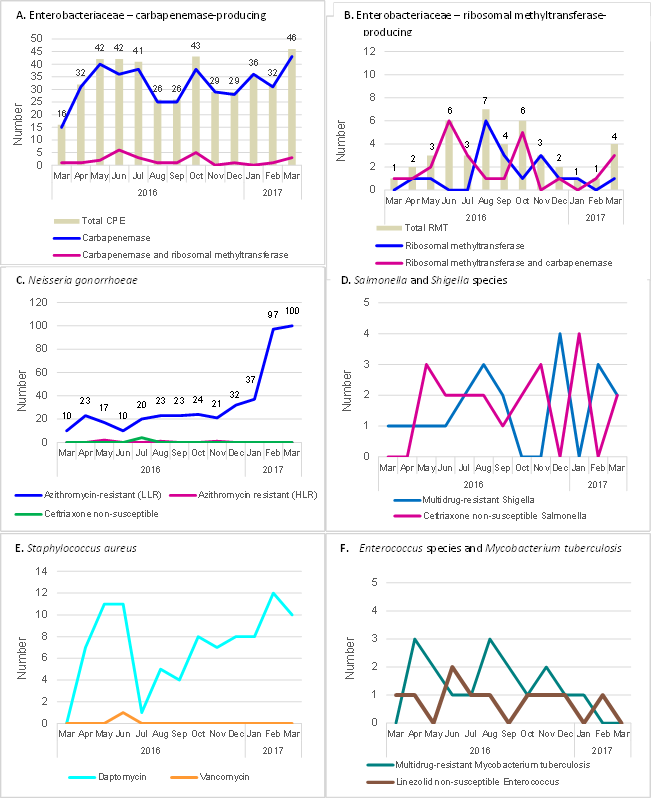 A. Enterobacteriaceae – carbapenemase-producing
50
45
40
35
30
25
20
15
10
5
0
Number
16 32 42 42 41 26 26 43 29 29 36 32 46
Mar Apr May Jun Jul Aug Sep Oct Nov Dec Jan Feb Mar
2016 2017
Total CPE
Carbapenemase
Carbapenemase and ribosomal methyltransferase
B. Enterobacteriaceae – ribosomal methyltransferase-
producing
12
10
8
6
4
2
0
Number
1 2 3 6 3 7 4 6 3 2 1 1 4
Mar Apr May Jun Jul Aug Sep Oct Nov Dec Jan Feb Mar
2016 2017
Total RMT
Ribosomal methyltransferase
Ribosomal methyltransferase and carbapenemase
C. Neisseria gonorrhoeae
120
100
80
60
40
20
0
Number
10 23 17 10 20 23 23 24 21 32 37 97 100
Mar Apr May Jun Jul Aug Sep Oct Nov Dec Jan Feb Mar
2016 2017
Azithromycin-resistant (LLR) Azithromycin resistant (HLR)
Ceftriaxone non-susceptible
D. Salmonella and Shigella species
5
4
3
2
1
0
Number
Mar Apr May Jun Jul Aug Sep Oct Nov Dec Jan Feb Mar
2016 2017
Multidrug-resistant Shigella
Ceftriaxone non-susceptible Salmonella
E. Staphylococcus aureus
14
12
10
8
6
4
2
0
Number
Mar Apr May Jun Jul Aug Sep Oct Nov Dec Jan Feb Mar
2016 2017
Daptomycin Vancomycin
F. Enterococcus species and Mycobacterium tuberculosis
5
4
3
2
1
0
Number
Mar Apr May Jun Jul Aug Sep Oct Nov Dec Jan Feb Mar
2016 2017
Multidrug-resistant Mycobacterium tuberculosis
Linezolid non-susceptible Enterococcus